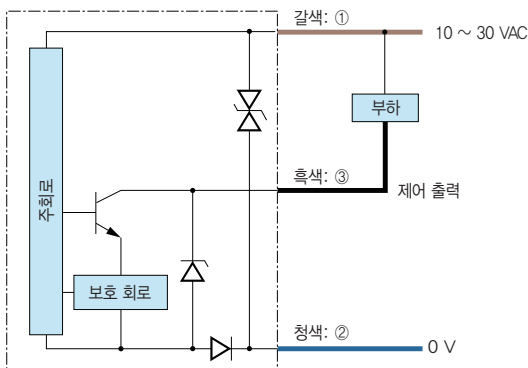 갈색: ①
10 ~ 30 VAC
부하
흑색: ③
제어 출력
주회로
보호 회로
청색: ②
0 V